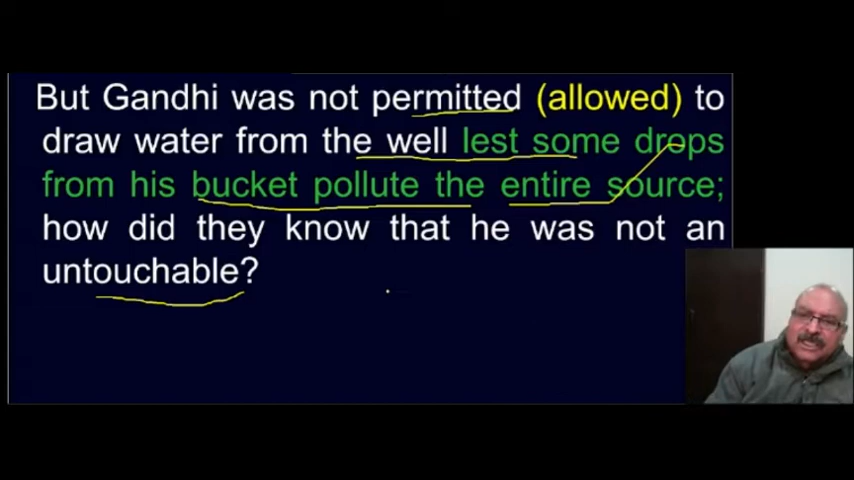 But Gandhi was not permitted (allowed) to
draw water from the well lest some drops
from his bucket pollute the entire source;
how did they know that he was not an
untouchable?